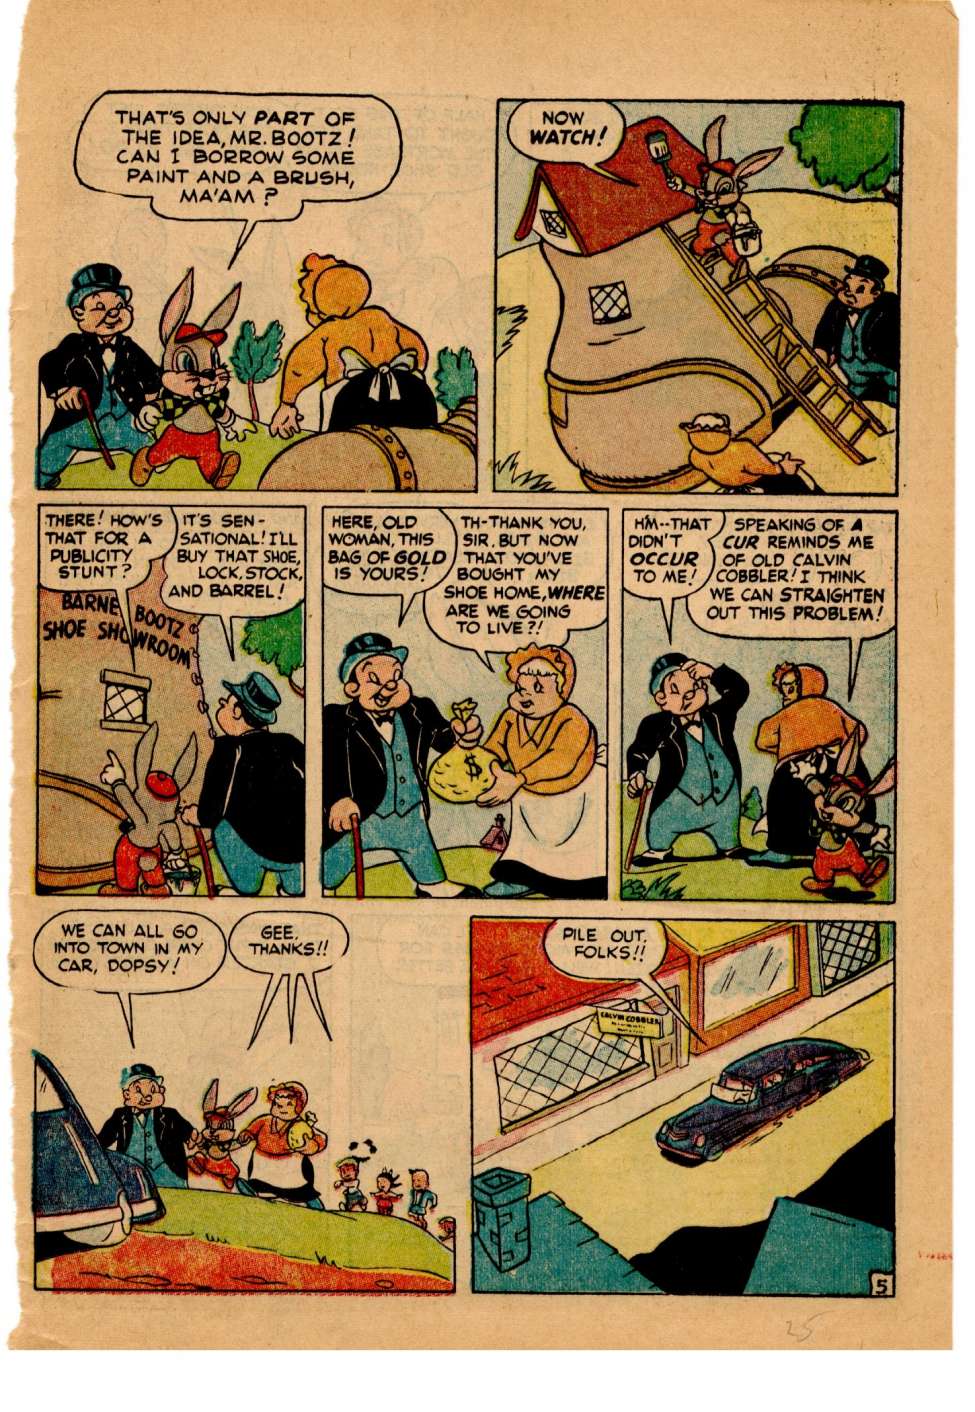 THAT'S ONLY PART OF
THE IDEA, MR. BOOTZ!
CAN I BORROW SOME
PAINT AND A BRUSH,
MA'AM?
NOW
WATCH!
THERE! HOW'S
THAT FOR A
PUBLICITY
STUNT?
IT'S SEN-
SATIONAL! I'LL
BUY THAT SHOE,
LOCK, STOCK,
AND BARREL!
BARNE BOOTZ
SHOE SHOWROOM
HERE, OLD
WOMAN, THIS
BAG OF GOLD
IS YOURS!
TH-THANK YOU,
SIR, BUT NOW
THAT YOU'VE
BOUGHT MY
SHOE HOME, WHERE
ARE WE GOING
TO LIVE?!
$
H'M--THAT
DIDN'T
OCCUR
TO ME!
SPEAKING OF A
CUR REMINDS ME
OF OLD CALVIN
COBBLER! I THINK
WE CAN STRAIGHTEN
OUT THIS PROBLEM!
WE CAN ALL GO
INTO TOWN IN MY
CAR, DOPSY!
GEE,
THANKS!!
PILE OUT,
FOLKS!!
CALVIN COBBLER
5
25